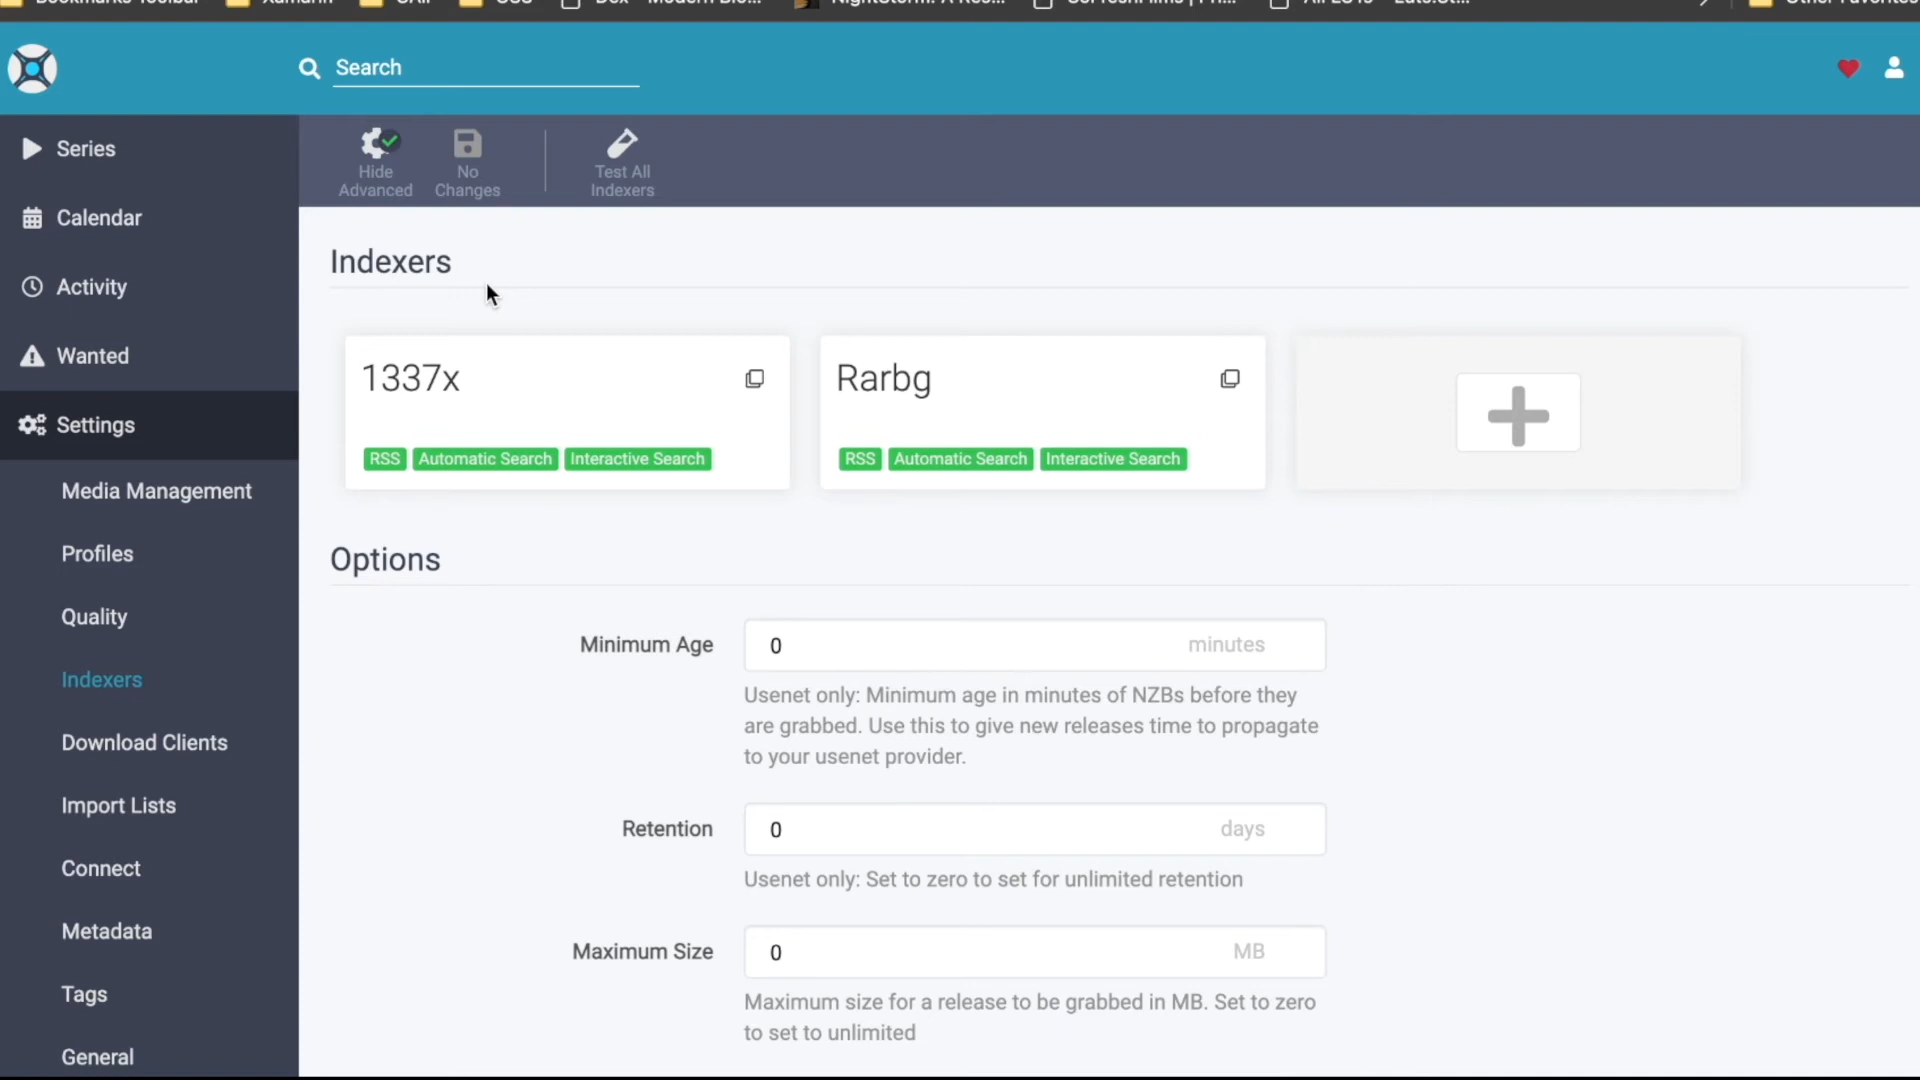 Search
Series
Calendar
Activity
Wanted
Settings
Media Management
Profiles
Quality
Indexers
Download Clients
Import Lists
Connect
Metadata
Tags
General
Hide
Advanced
No
Changes
Test All
Indexers
Indexers
1337x
RSS Automatic Search Interactive Search
Rarbg
RSS Automatic Search Interactive Search
Options
Minimum Age 0 minutes
Usenet only: Minimum age in minutes of NZBs before they
are grabbed. Use this to give new releases time to propagate
to your usenet provider.
Retention 0 days
Usenet only: Set to zero to set for unlimited retention
Maximum Size 0 MB
Maximum size for a release to be grabbed in MB. Set to zero
to set to unlimited